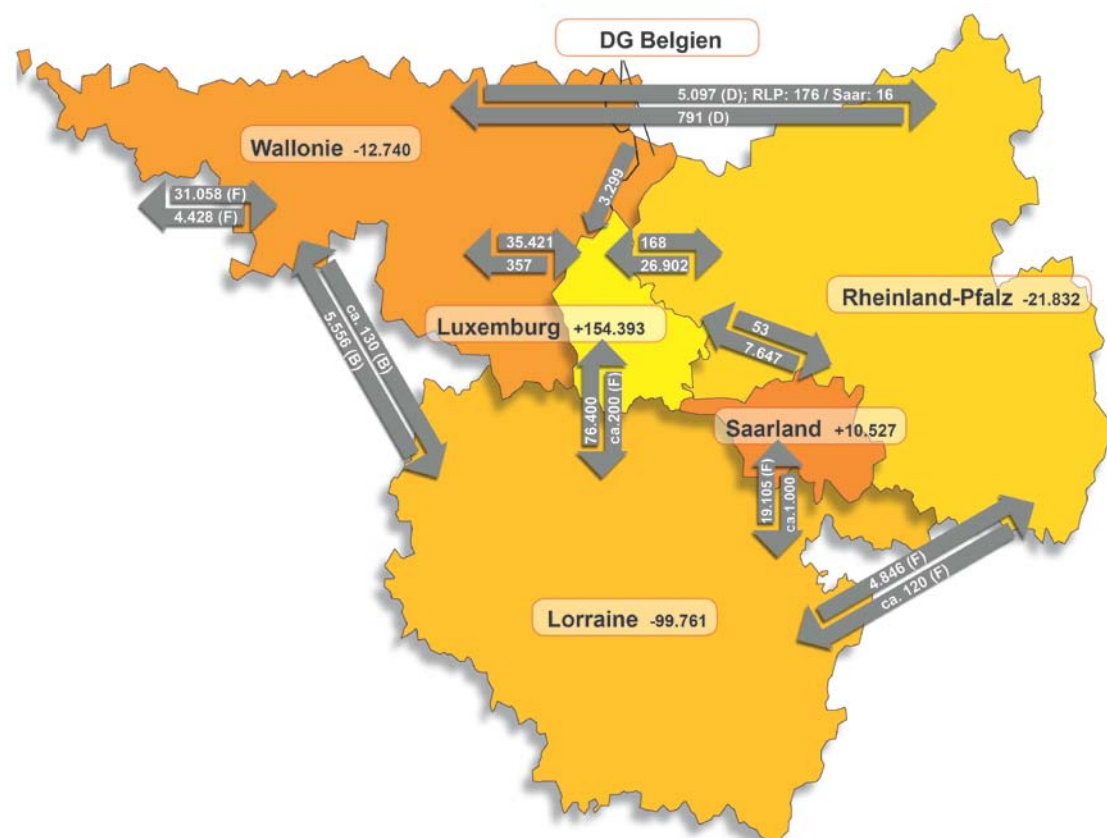 DG Belgien
5.097 (D); RLP: 176 / Saar: 16
791 (D)
Wallonie -12.740
3.299
31.058 (F)
4.428 (F)
35.421
357
168
26.902
Rheinland-Pfalz -21.832
ca. 130 (B)
5.556 (B)
Luxemburg +154.393
53
7.647
76.400
ca.200 (F)
Saarland +10.527
19.105 (F)
ca.1.000
4.846 (F)
ca. 120 (F)
Lorraine -99.761